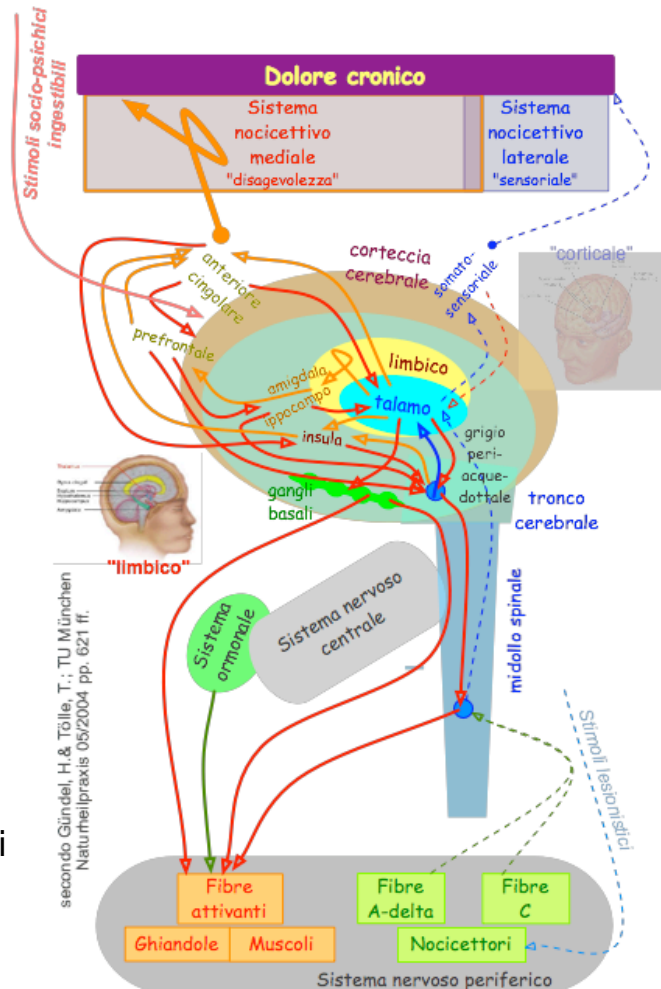 Dolore cronico
Sistema
nocicettivo
mediale
"disagevolezza"
Sistema
nocicettivo
laterale
"sensoriale"
Stimoli socio-psichici
ingestibili
anteriore
cingolare
prefrontale
corteccia
cerebrale
somato-
sensoriale
"corticale"
limbico
amigdala
ippocampo
talamo
insula
grigio
peri-
acque-
dottale
gangli
basali
tronco
cerebrale
"limbico"
Sistema
ormonale
Sistema nervoso
centrale
midollo spinale
Stimoli lesionistici
secondo Gündel, H.& Tölle, T.; TU München
Naturheilpraxis 05/2004 pp. 621 ff.
i
Fibre
attivanti
Ghiandole
Muscoli
Fibre
A-delta
Fibre
C
Nocicettori
Sistema nervoso periferico